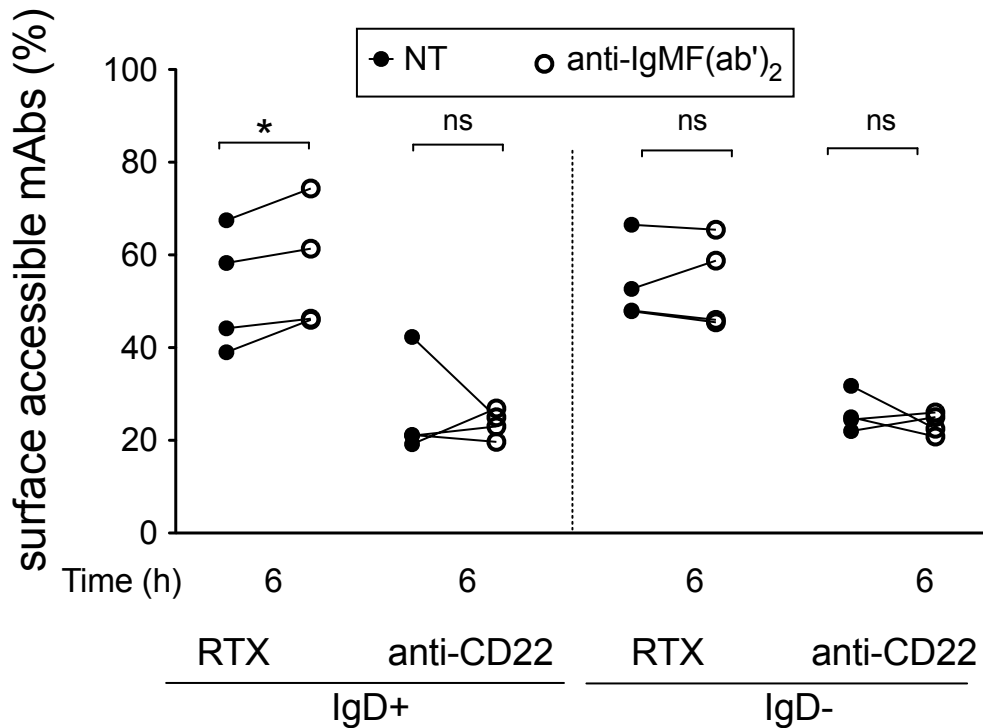 NT anti-IgMF(ab')2
surface accessible mAbs (%)
100
80
60
40
20
0
* ns ns ns
Time (h) 6 6 6 6
RTX anti-CD22 RTX anti-CD22
IgD+ IgD-